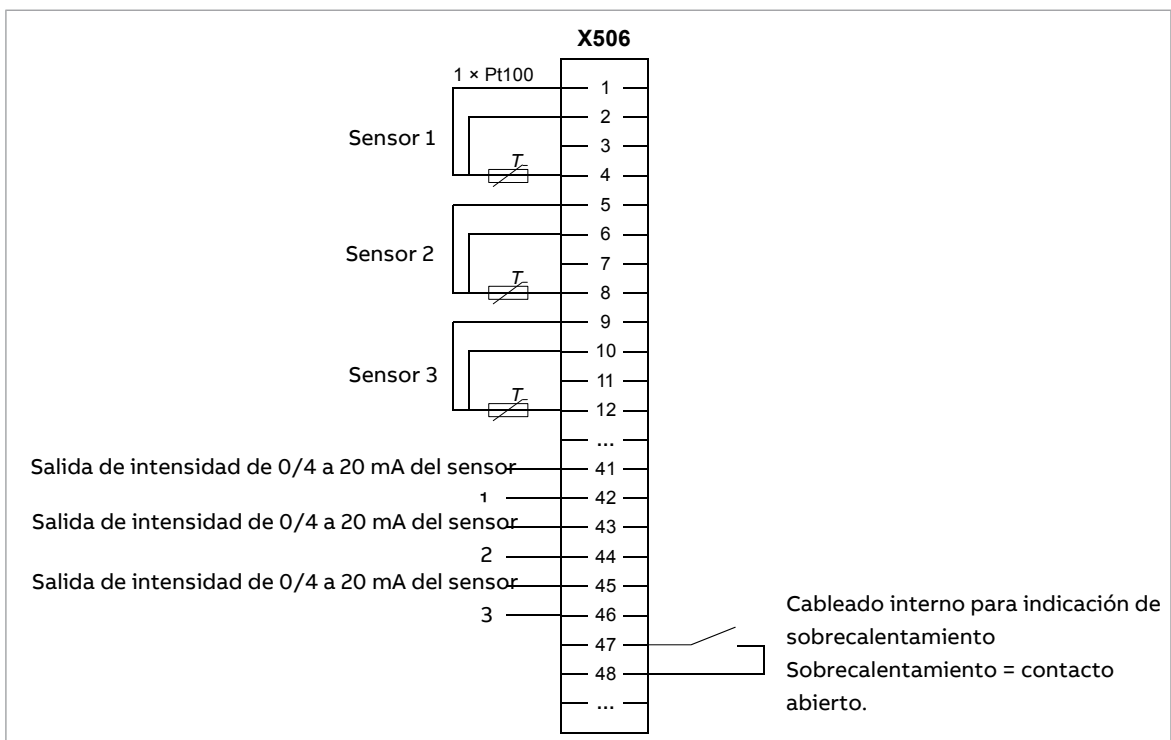 X506
1 × Pt100
1
2
Sensor 1
3
T
4
5
6
Sensor 2
7
T
8
9
10
Sensor 3
11
T
12
...
Salida de intensidad de 0/4 a 20 mA del sensor
41
1
42
Salida de intensidad de 0/4 a 20 mA del sensor
43
2
44
Salida de intensidad de 0/4 a 20 mA del sensor
45
3
46
47
48
...
Cableado interno para indicación de
sobrecalentamiento
Sobrecalentamiento = contacto
abierto.